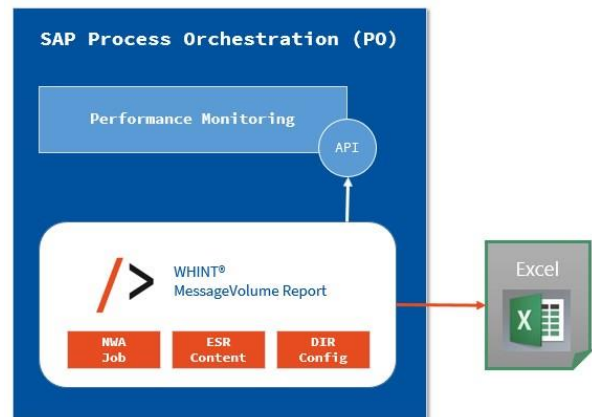 SAP Process Orchestration (PO)
Performance Monitoring
API
WHINT®
MessageVolume Report
NWA
Job
ESR
Content
DIR
Config
Excel
X